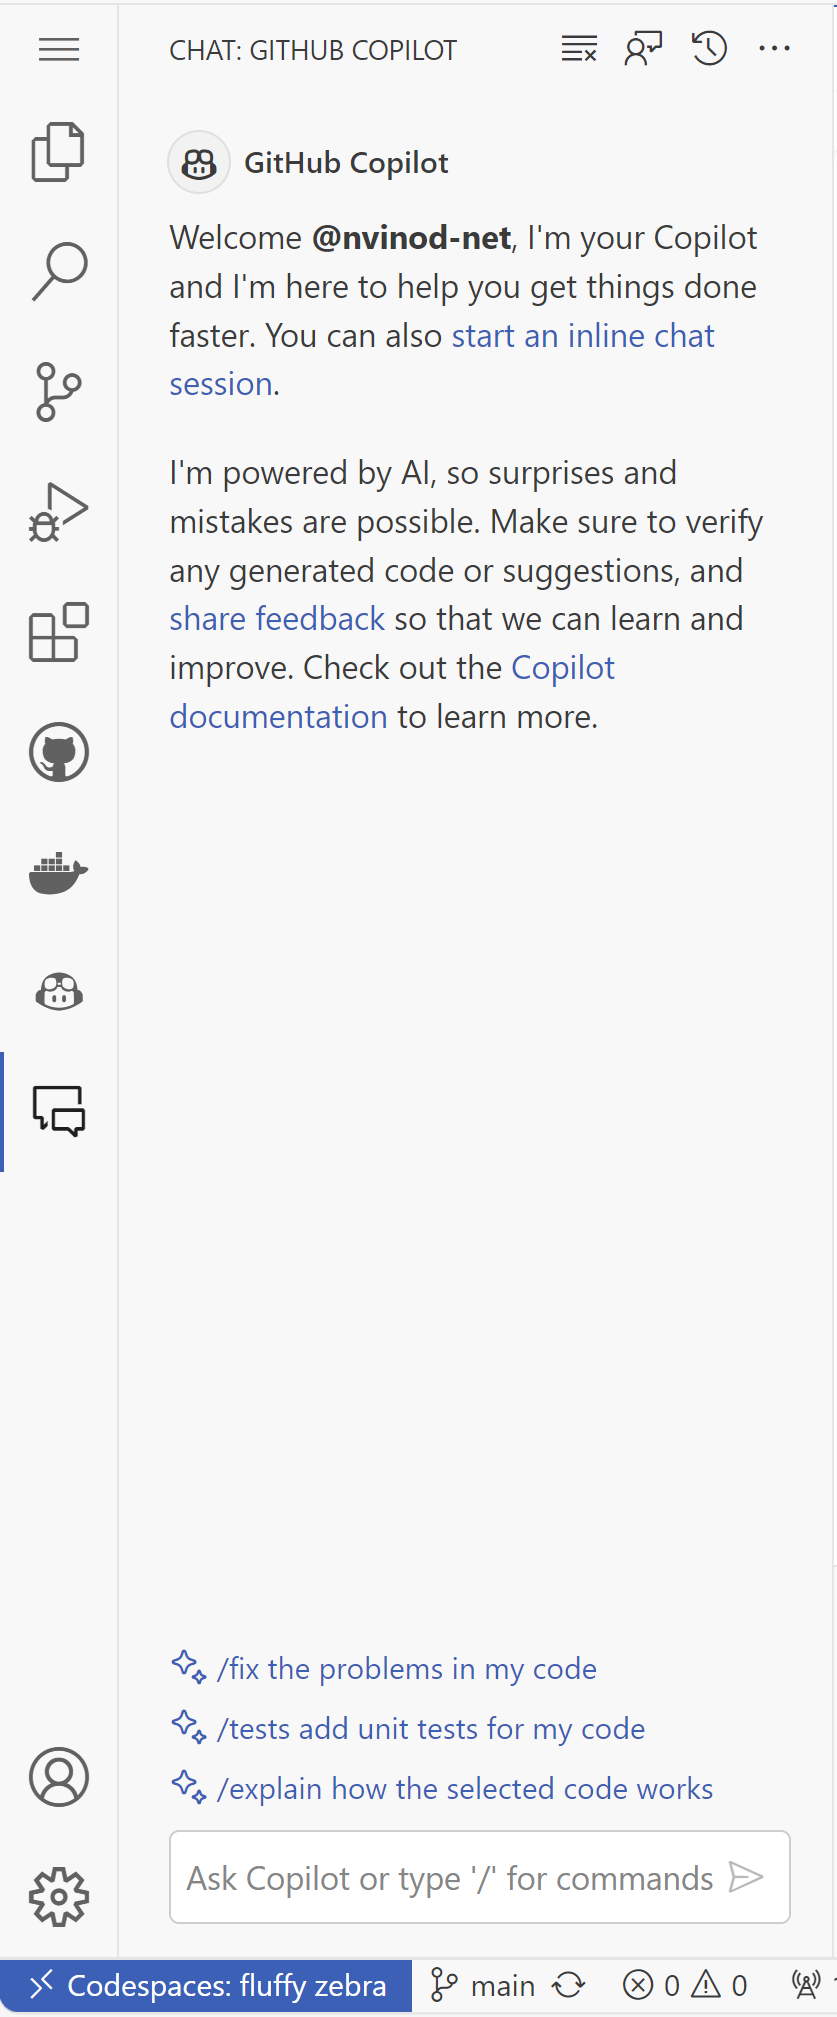 CHAT: GITHUB COPILOT
GitHub Copilot
Welcome @nvinod-net, I'm your Copilot
and I'm here to help you get things done
faster. You can also start an inline chat
session.
I'm powered by AI, so surprises and
mistakes are possible. Make sure to verify
any generated code or suggestions, and
share feedback so that we can learn and
improve. Check out the Copilot
documentation to learn more.
/fix the problems in my code
/tests add unit tests for my code
/explain how the selected code works
Ask Copilot or type '/' for commands
Codespaces: fluffy zebra main 0 0